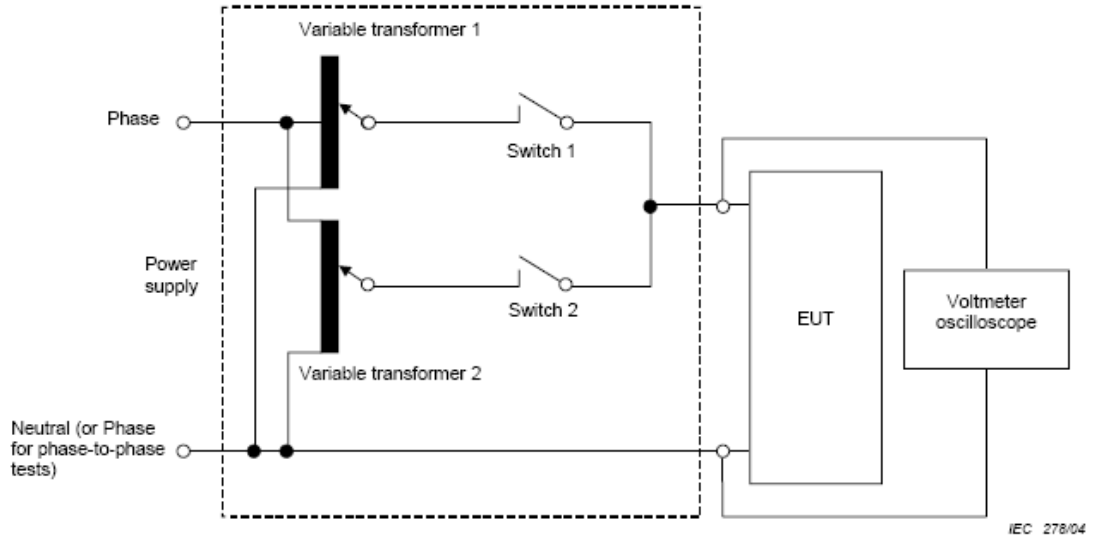 Variable transformer 1
Phase
Switch 1
Power
supply
Switch 2
Variable transformer 2
EUT
Voltmeter
oscilloscope
Neutral (or Phase
for phase-to-phase
tests)
IEC 278/04